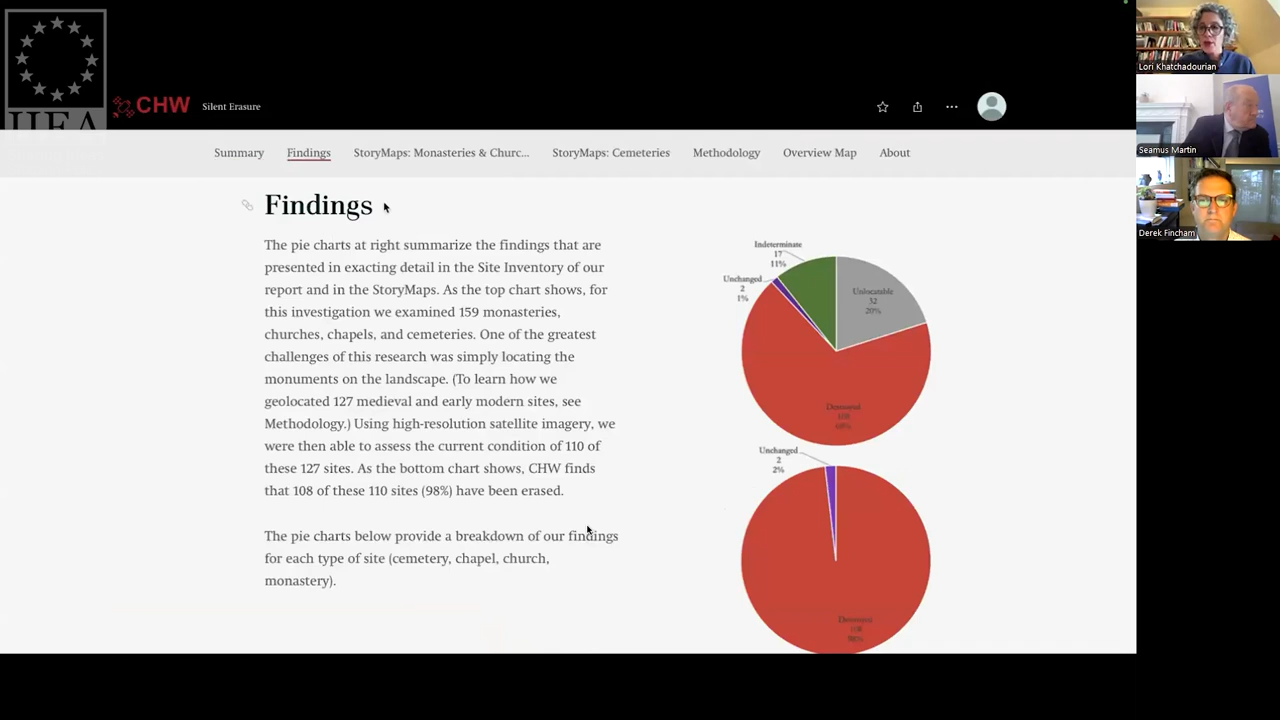 CHW
Silent Erasure
Summary
Findings
StoryMaps: Monasteries & Churc...
StoryMaps: Cemeteries
Methodology
Overview Map
About
Findings
The pie charts at right summarize the findings that are
presented in exacting detail in the Site Inventory of our
report and in the StoryMaps. As the top chart shows, for
this investigation we examined 159 monasteries,
churches, chapels, and cemeteries. One of the greatest
challenges of this research was simply locating the
monuments on the landscape. (To learn how we
geolocated 127 medieval and early modern sites, see
Methodology.) Using high-resolution satellite imagery, we
were then able to assess the current condition of 110 of
these 127 sites. As the bottom chart shows, CHW finds
that 108 of these 110 sites (98%) have been erased.
The pie charts below provide a breakdown of our findings
for each type of site (cemetery, chapel, church,
monastery).
Indeterminate
17
11%
Unchanged
2
1%
Unlocatable
32
20%
Destroyed
108
68%
Unchanged
2
2%
Destroyed
108
98%
Lori Khatchadourian
Seamus Martin
Derek Fincham